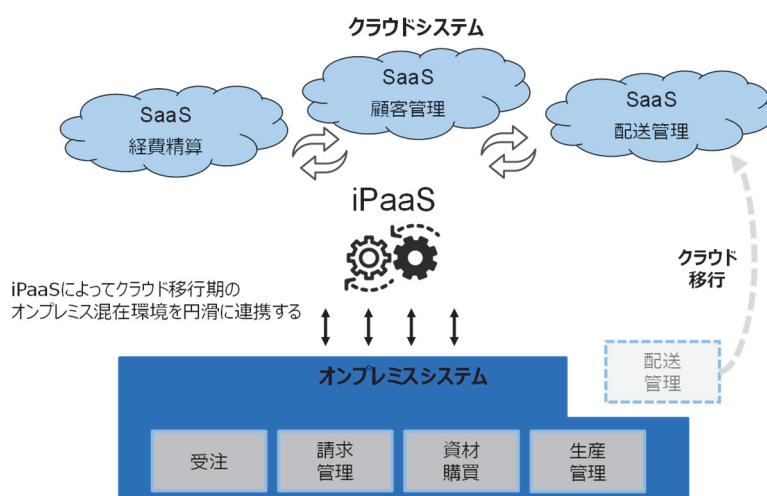 クラウドシステム
SaaS
顧客管理
SaaS
経費精算
SaaS
配送管理
iPaaS
クラウド
移行
iPaaSによってクラウド移行期の
オンプレミス混在環境を円滑に連携する
配送
管理
オンプレミスシステム
受注
請求
管理
資材
購買
生産
管理